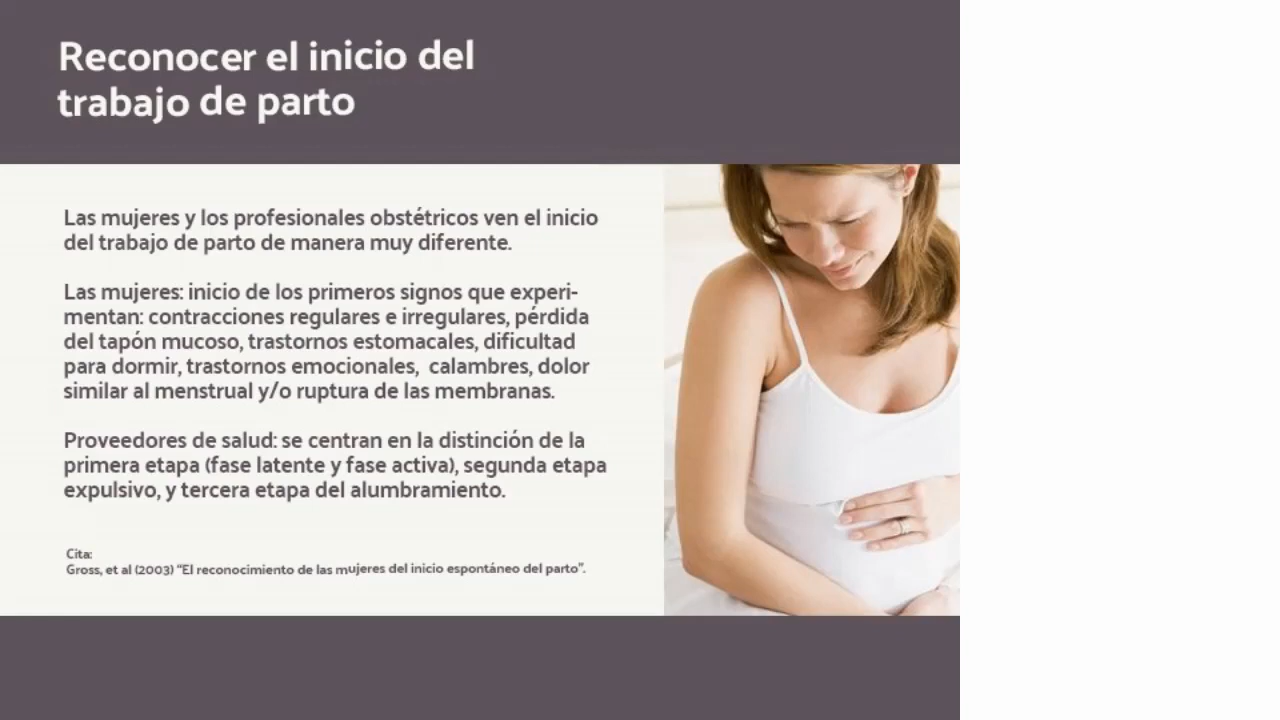 Reconocer el inicio del
trabajo de parto
Las mujeres y los profesionales obstétricos ven el inicio
del trabajo de parto de manera muy diferente.
Las mujeres: inicio de los primeros signos que experi-
mentan: contracciones regulares e irregulares, pérdida
del tapón mucoso, trastornos estomacales, dificultad
para dormir, trastornos emocionales,  calambres, dolor
similar al menstrual y/o ruptura de las membranas.
Proveedores de salud: se centran en la distinción de la
primera etapa (fase latente y fase activa), segunda etapa
expulsivo, y tercera etapa del alumbramiento.
Cita:
Gross, et al (2003) "El reconocimiento de las mujeres del inicio espontáneo del parto".